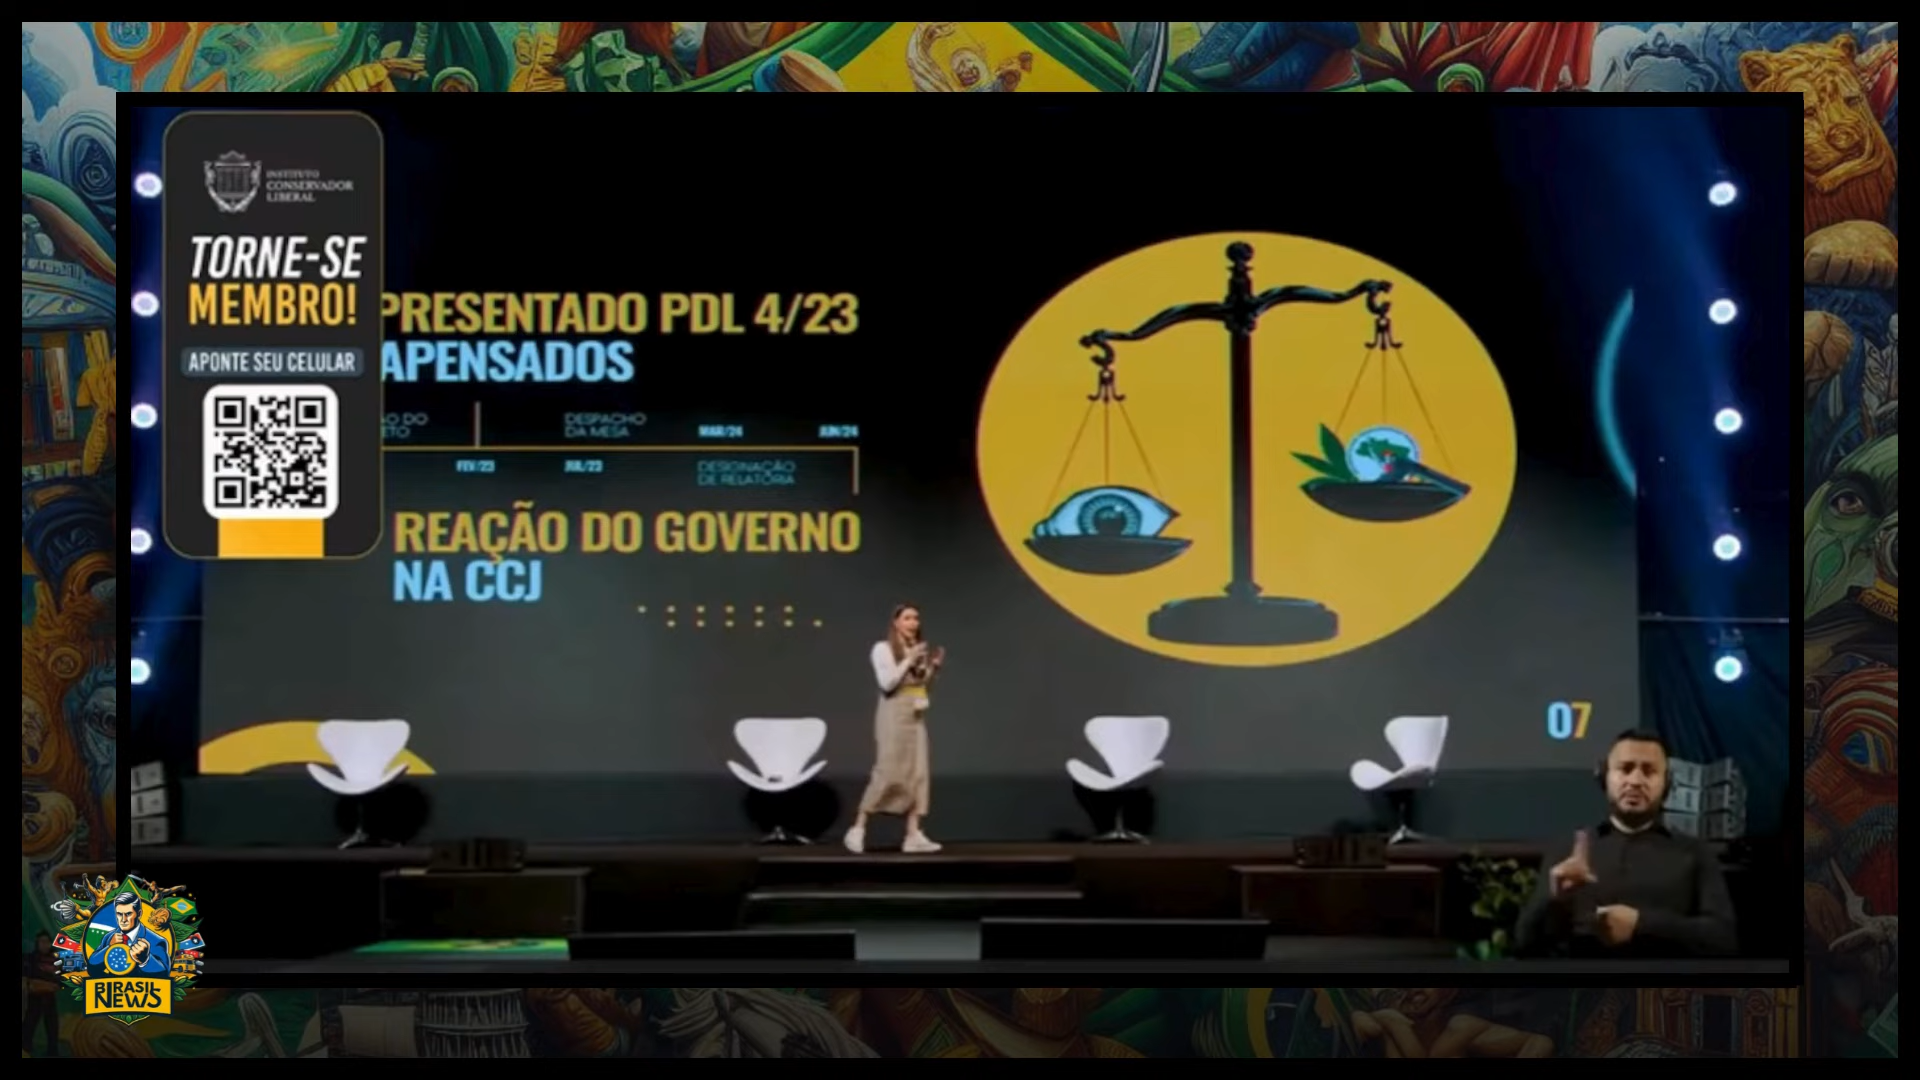 INSTITUTO
CONSERVADOR
LIBERAL
TORNE-SE
MEMBRO!
APONTE SEU CELULAR
PRESENTADO PDL 4/23
APENSADOS
DESPACHO
DA MESA
MAR/24
JUN/24
FEV/23
JUL/23
DESIGNAÇÃO
DE RELATORIA
REAÇÃO DO GOVERNO
NA CCJ
07
BRASIL
NEWS